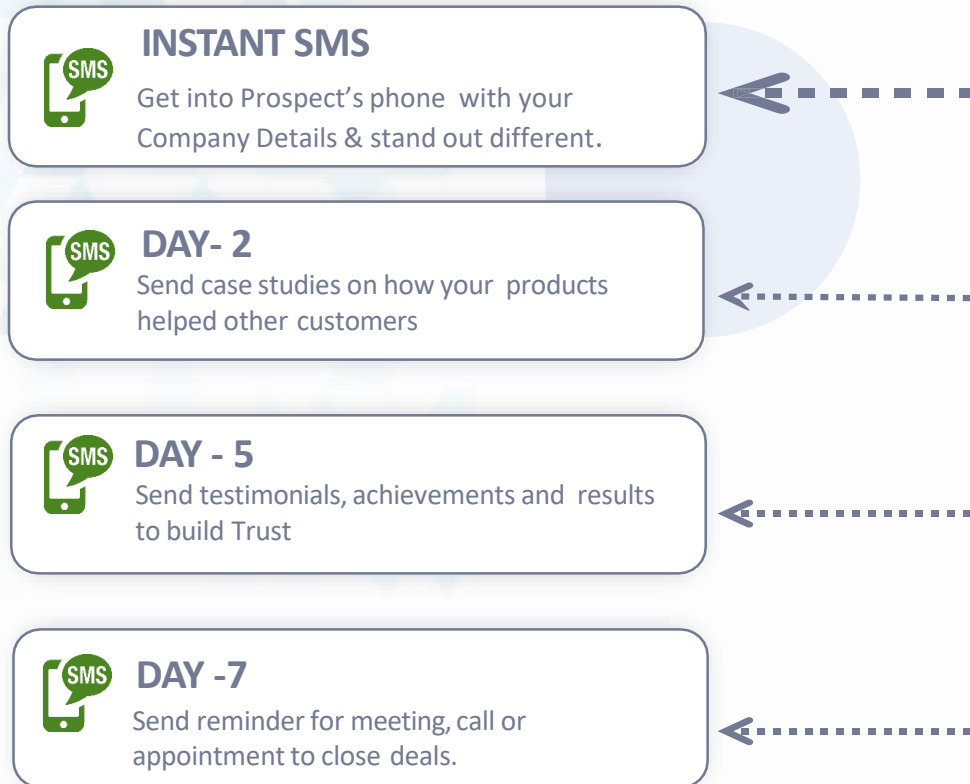 SMS
INSTANT SMS
Get into Prospect's phone with your
Company Details & stand out different.
SMS
DAY- 2
Send case studies on how your products
helped other customers
SMS
DAY - 5
Send testimonials, achievements and results
to build Trust
SMS
DAY -7
Send reminder for meeting, call or
appointment to close deals.